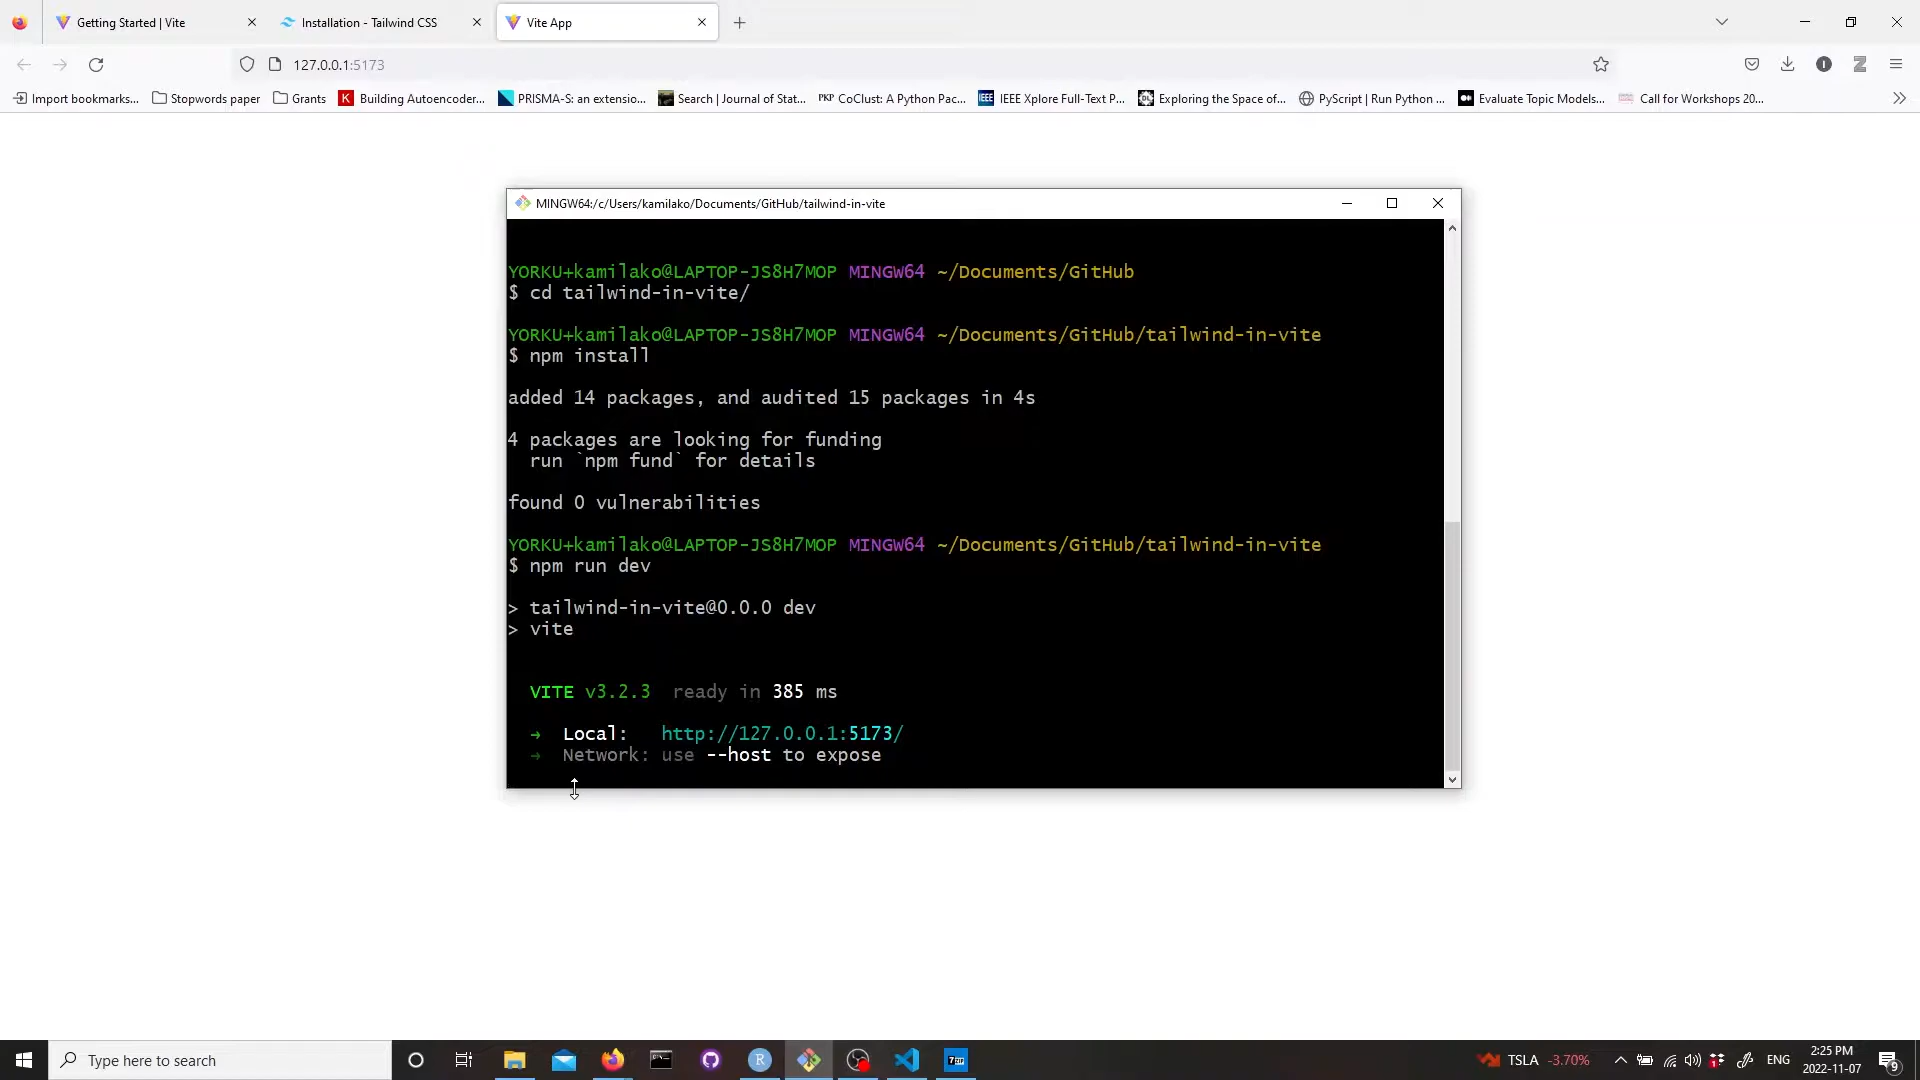 Getting Started | Vite
Installation - Tailwind CSS
Vite App
127.0.0.1:5173
Import bookmarks...
Stopwords paper
Grants
Building Autoencoder...
PRISMA-S: an extensio...
Search | Journal of Stat...
PKP CoClust: A Python Pac...
IEEE IEEE Xplore Full-Text P...
Exploring the Space of...
PyScript | Run Python ...
Evaluate Topic Models...
Call for Workshops 20...
MINGW64:/c/Users/kamilako/Documents/GitHub/tailwind-in-vite
YORKU+kamilako@LAPTOP-JS8H7MOP MINGW64 ~/Documents/GitHub
$ cd tailwind-in-vite/
YORKU+kamilako@LAPTOP-JS8H7MOP MINGW64 ~/Documents/GitHub/tailwind-in-vite
$ npm install
added 14 packages, and audited 15 packages in 4s
4 packages are looking for funding
run `npm fund` for details
found 0 vulnerabilities
YORKU+kamilako@LAPTOP-JS8H7MOP MINGW64 ~/Documents/GitHub/tailwind-in-vite
$ npm run dev
> tailwind-in-vite@0.0.0 dev
> vite
VITE v3.2.3 ready in 385 ms
➜ Local: http://127.0.0.1:5173/
➜ Network: use --host to expose
Type here to search
TSLA -3.70%
ENG
2:25 PM
2022-11-07
9